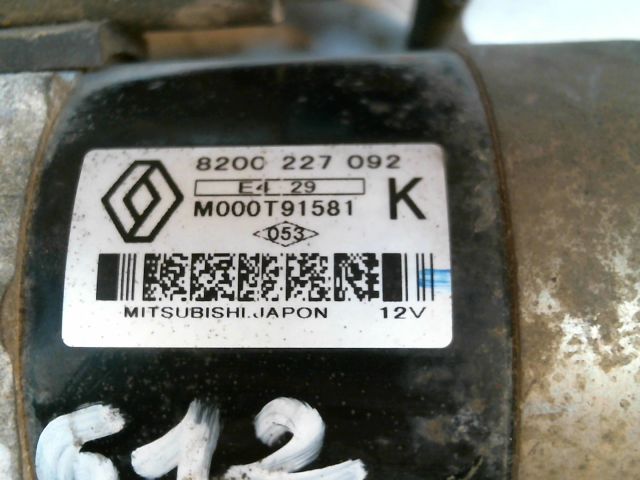 8200 227 092
E4 29
M000T91581 K
053
MITSUBISHI.JAPON 12V
612